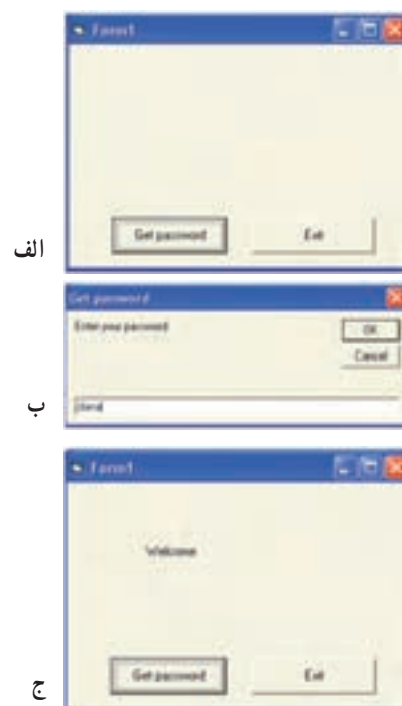 Form1
Get password
Exit
الف
Get password
Enter your password
OK
Cancel
ب
Form1
Welcome
Get password
Exit
ج